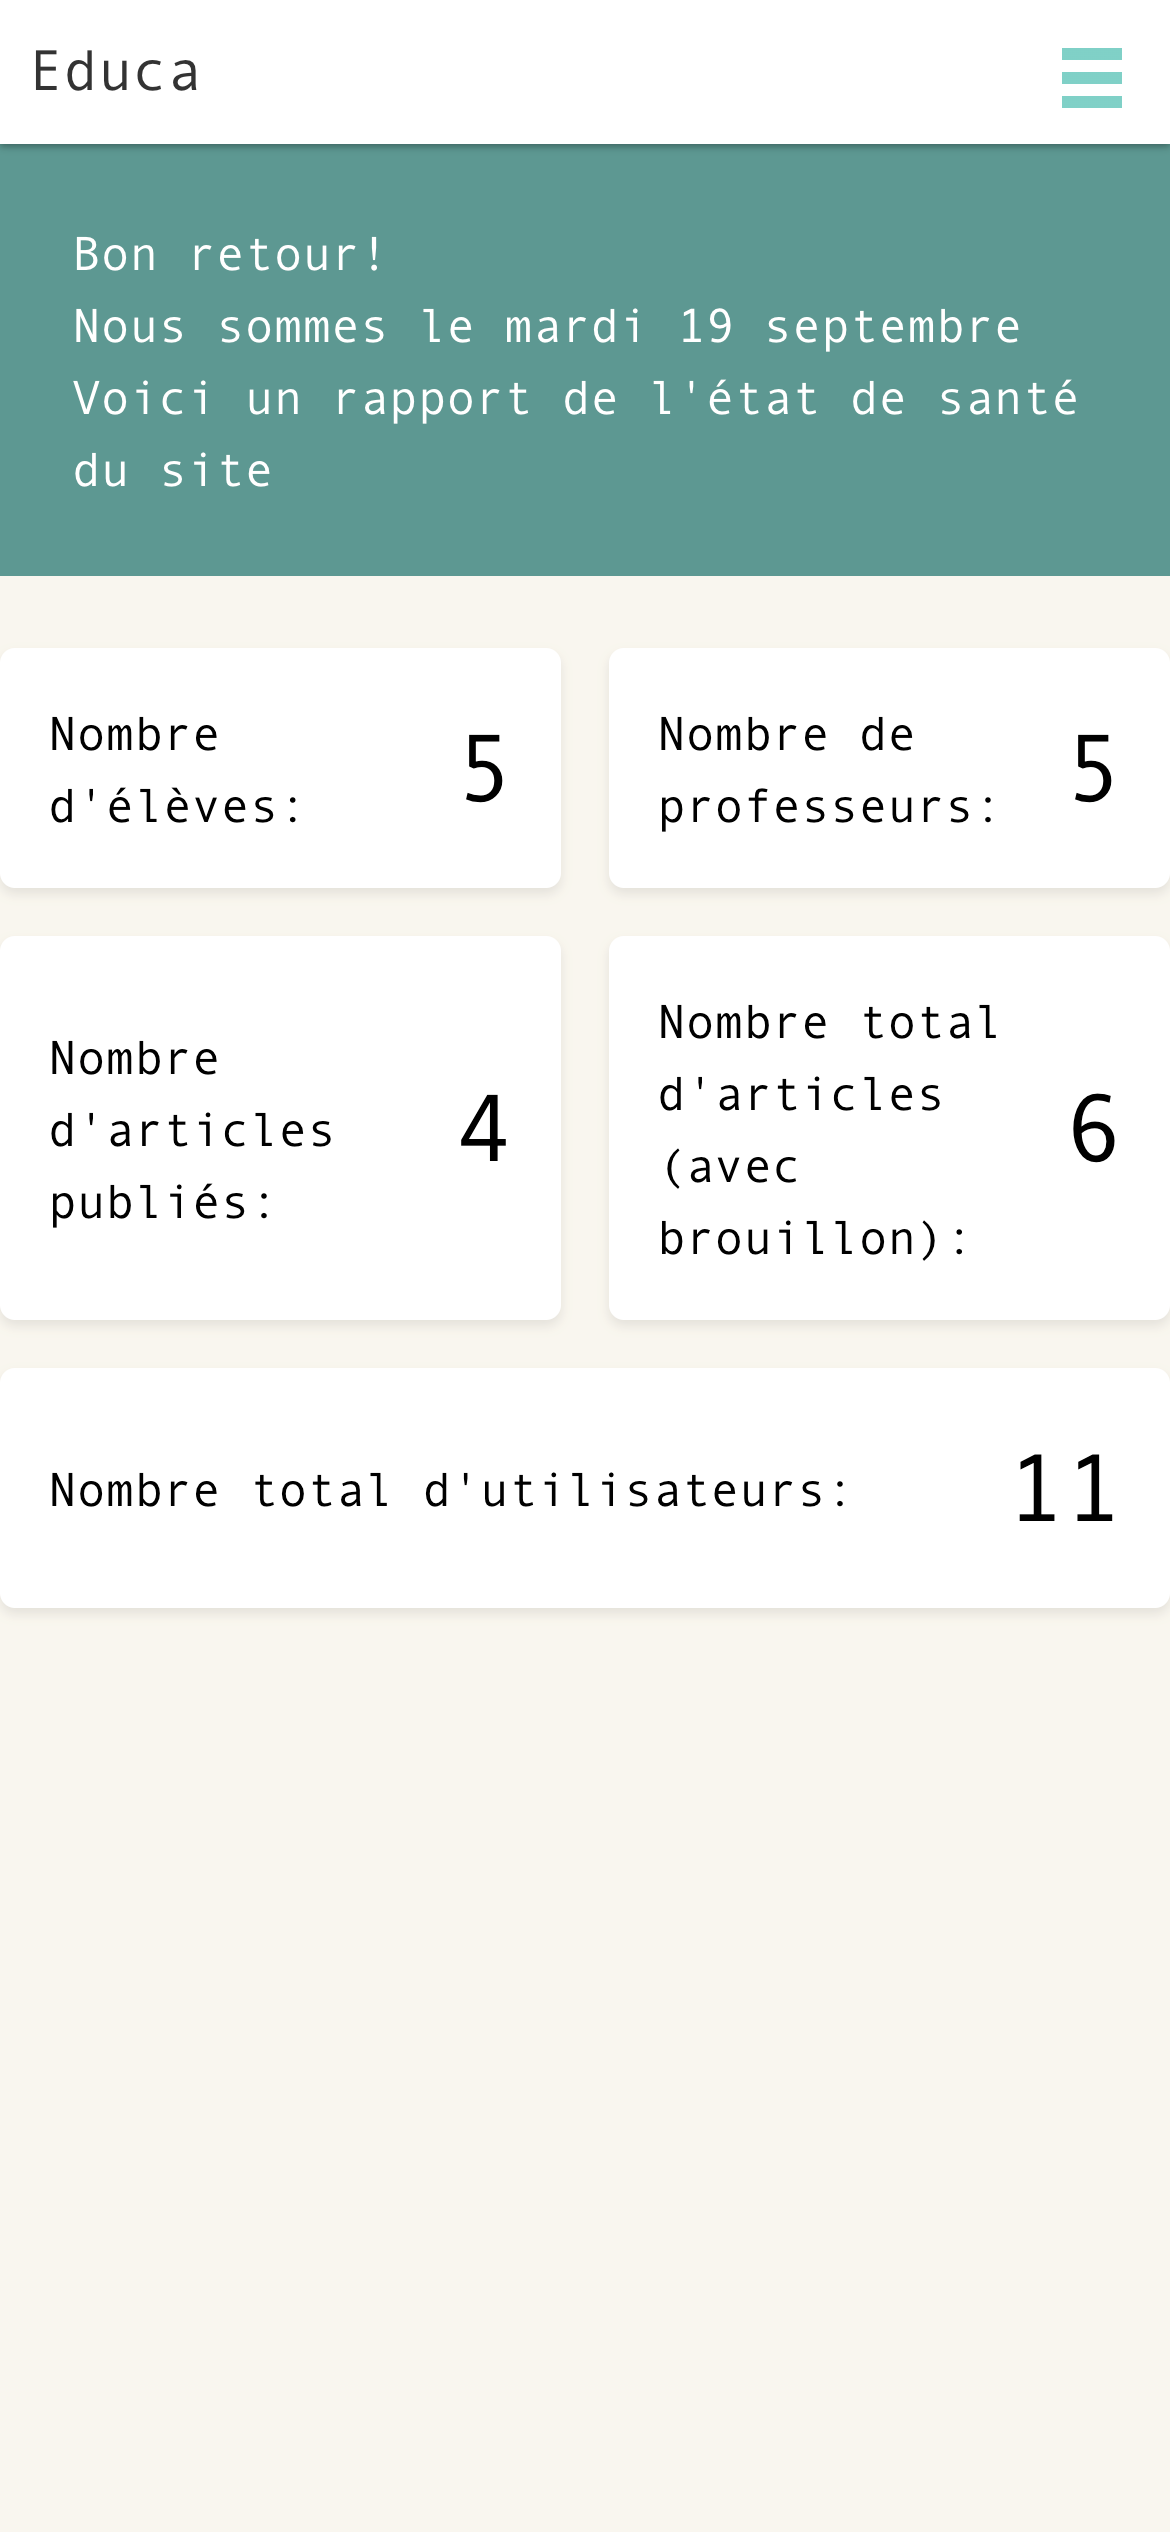 Educa
Bon retour!
Nous sommes le mardi 19 septembre
Voici un rapport de l'état de santé
du site
Nombre
d'élèves:
5
Nombre de
professeurs:
5
Nombre
d'articles
publiés:
4
Nombre total
d'articles
(avec
brouillon):
6
Nombre total d'utilisateurs:
11